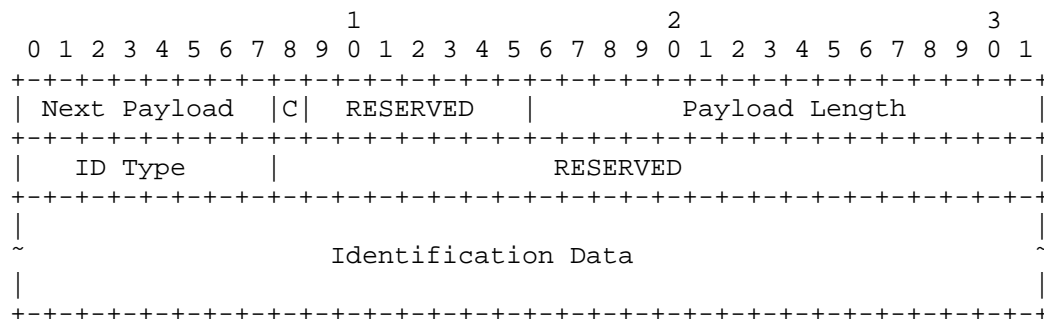 1                   2                   3
 0 1 2 3 4 5 6 7 8 9 0 1 2 3 4 5 6 7 8 9 0 1 2 3 4 5 6 7 8 9 0 1
+-+-+-+-+-+-+-+-+-+-+-+-+-+-+-+-+-+-+-+-+-+-+-+-+-+-+-+-+-+-+-+-+
| Next Payload  |C|  RESERVED   |         Payload Length        |
+-+-+-+-+-+-+-+-+-+-+-+-+-+-+-+-+-+-+-+-+-+-+-+-+-+-+-+-+-+-+-+-+
|   ID Type     |                 RESERVED                      |
+-+-+-+-+-+-+-+-+-+-+-+-+-+-+-+-+-+-+-+-+-+-+-+-+-+-+-+-+-+-+-+-+
|                                                               |
~                   Identification Data                         ~
|                                                               |
+-+-+-+-+-+-+-+-+-+-+-+-+-+-+-+-+-+-+-+-+-+-+-+-+-+-+-+-+-+-+-+-+